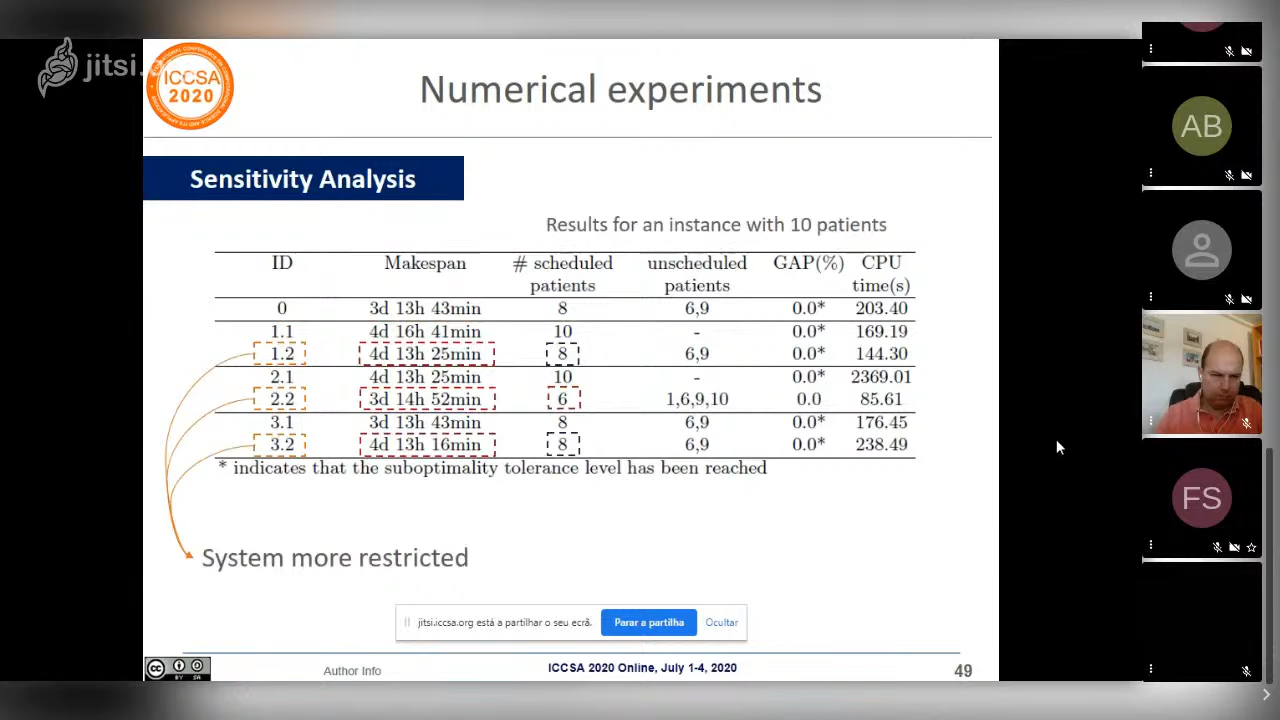 jitsi.
ICCSA
2020
Numerical experiments
Sensitivity Analysis
Results for an instance with 10 patients
ID Makespan # scheduled patients unscheduled patients GAP(%) CPU time(s)
0 3d 13h 43min 8 6,9 0.0* 203.40
1.1 4d 16h 41min 10 - 0.0* 169.19
1.2 4d 13h 25min 8 6,9 0.0* 144.30
2.1 4d 13h 25min 10 - 0.0* 2369.01
2.2 3d 14h 52min 6 1,6,9,10 0.0 85.61
3.1 3d 13h 43min 8 6,9 0.0* 176.45
3.2 4d 13h 16min 8 6,9 0.0* 238.49
* indicates that the suboptimality tolerance level has been reached
System more restricted
jitsi.iccsa.org está a partilhar o seu ecrã. Parar a partilha Ocultar
CC BY SA
Author Info
ICCSA 2020 Online, July 1-4, 2020
49
AB
FS